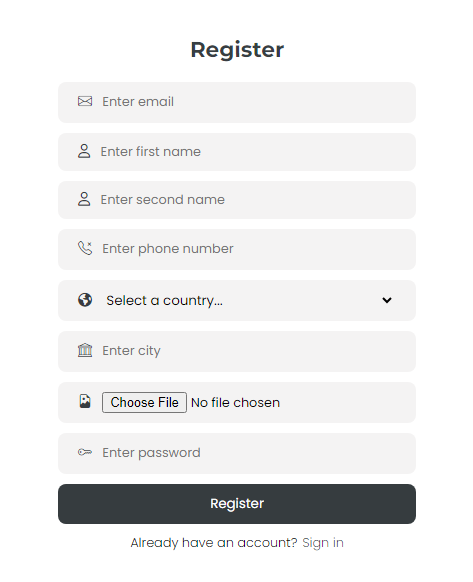 Register
Enter email
Enter first name
Enter second name
Enter phone number
Select a country...
Enter city
Choose File No file chosen
Enter password
Register
Already have an account? Sign in